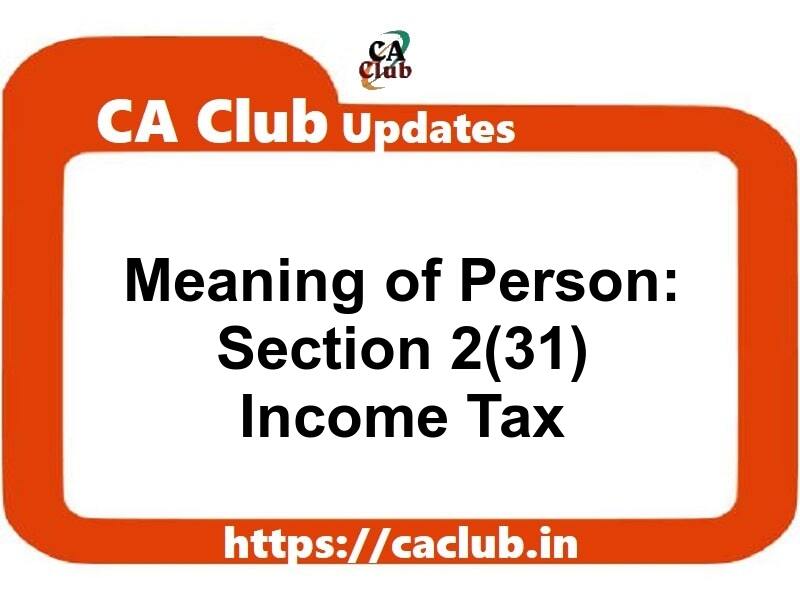 CA
Club
CA Club Updates
Meaning of Person:
Section 2(31)
Income Tax
https://caclub.in